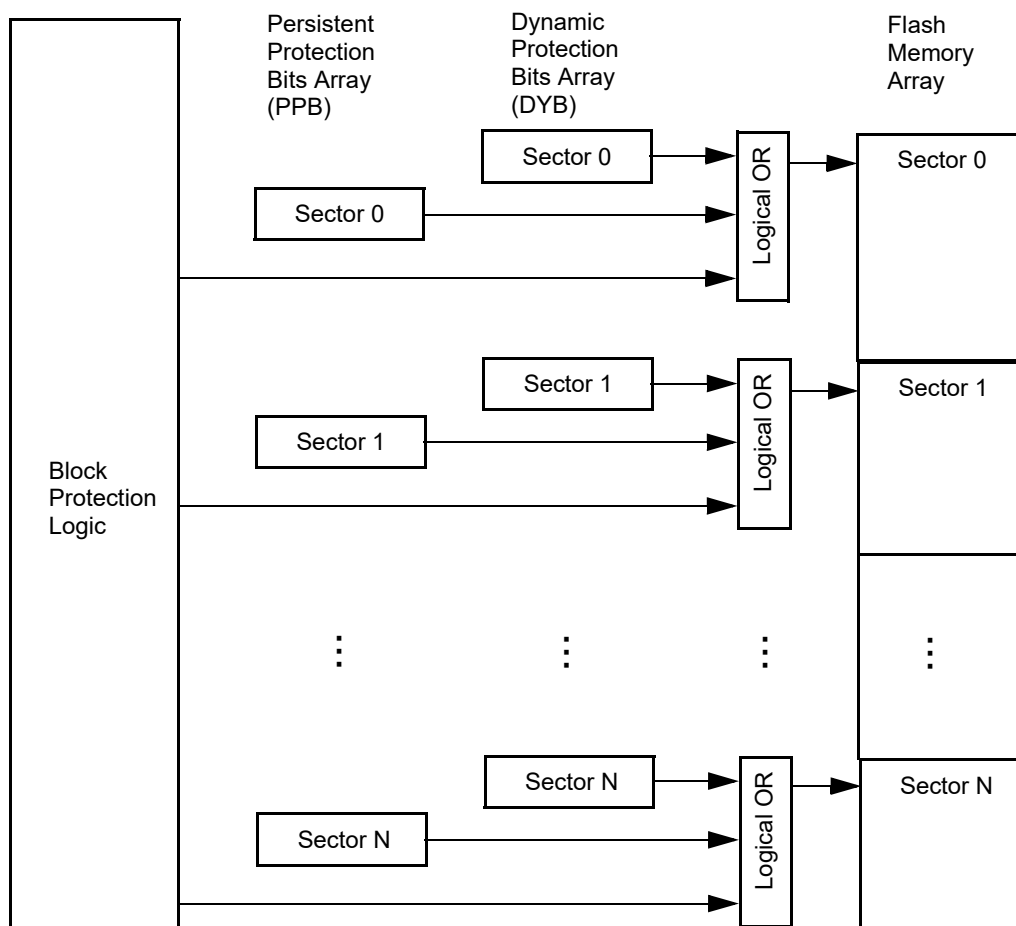 Persistent
Protection
Bits Array
(PPB)
Dynamic
Protection
Bits Array
(DYB)
Flash
Memory
Array
Sector 0
Sector 0
Logical OR
Sector 0
Sector 1
Sector 1
Logical OR
Sector 1
Block
Protection
Logic
⋮ ⋮ ⋮ ⋮
Sector N
Sector N
Logical OR
Sector N